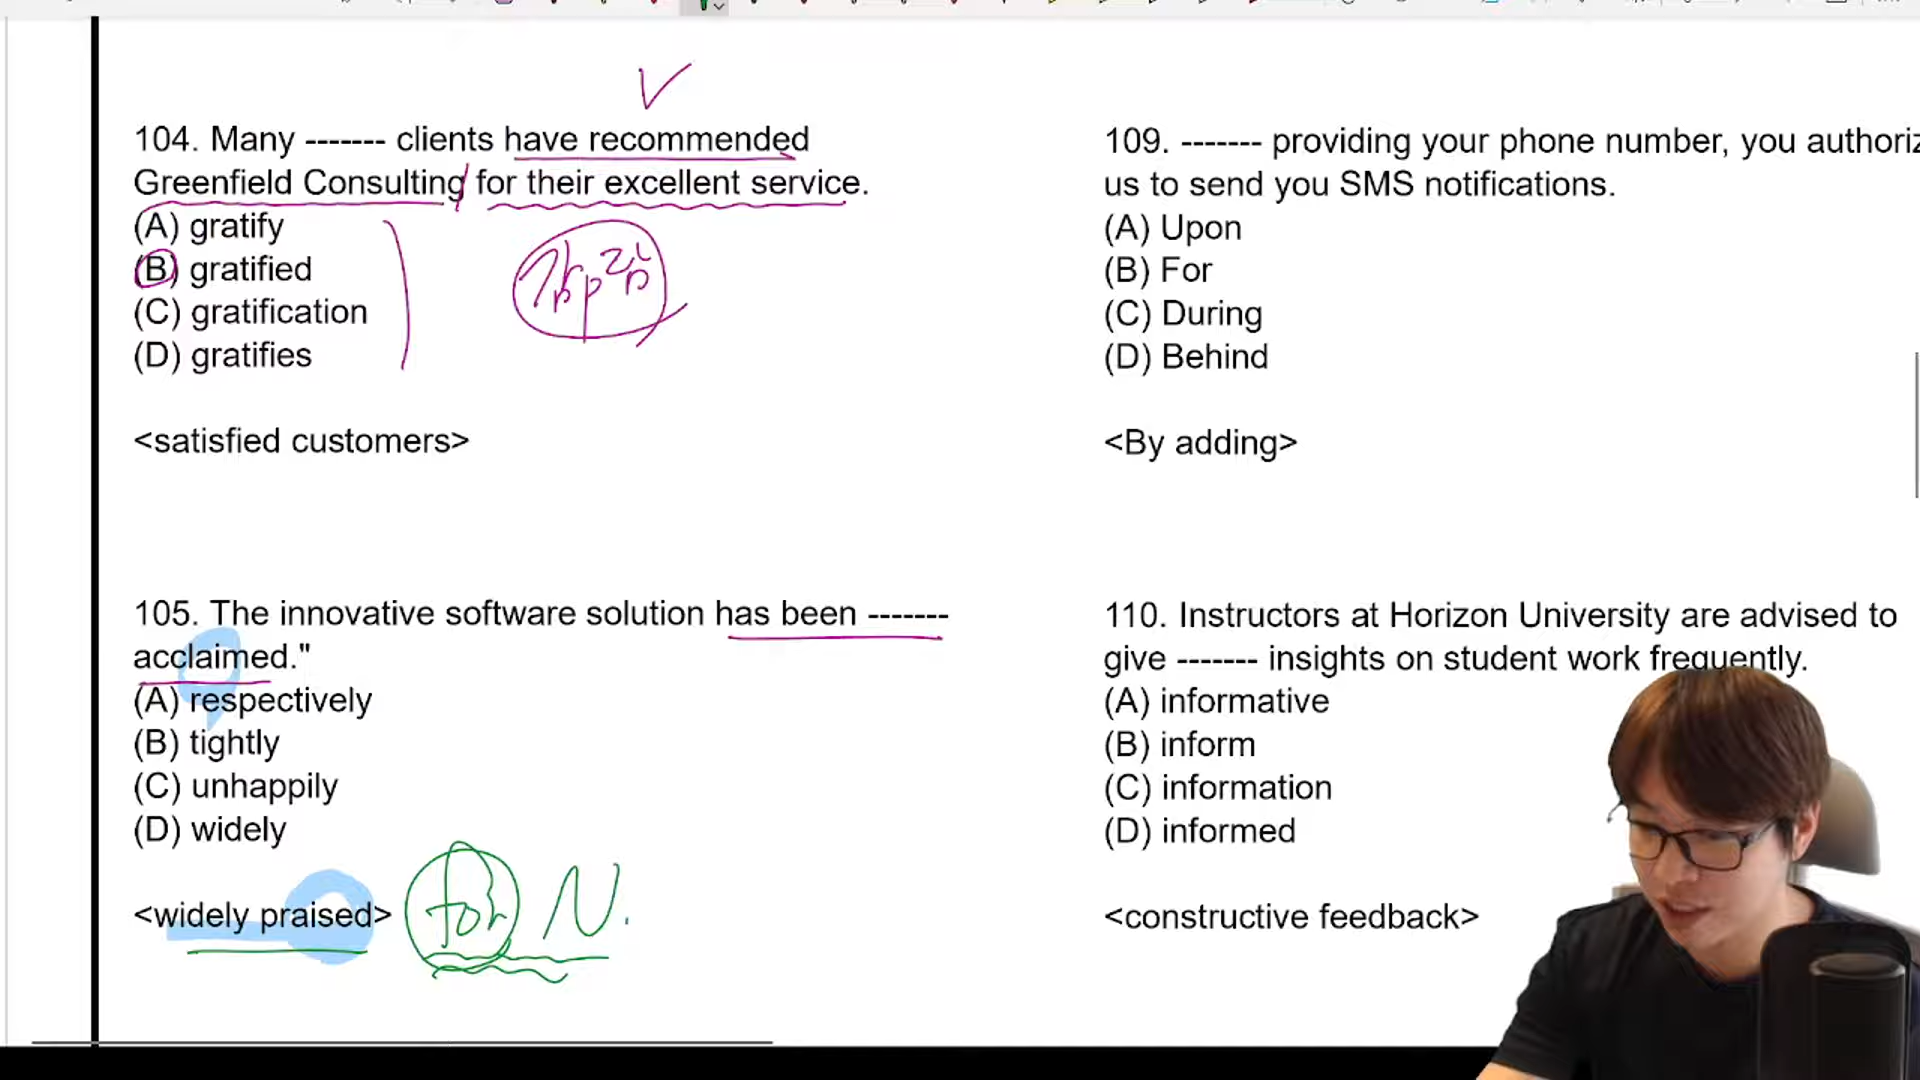 104. Many ------- clients have recommended
Greenfield Consulting for their excellent service.
(A) gratify
(B) gratified
(C) gratification
(D) gratifies
<satisfied customers>
105. The innovative software solution has been -------
acclaimed."
(A) respectively
(B) tightly
(C) unhappily
(D) widely
<widely praised> for N.
109. ------- providing your phone number, you authoriz
us to send you SMS notifications.
(A) Upon
(B) For
(C) During
(D) Behind
<By adding>
110. Instructors at Horizon University are advised to
give ------- insights on student work frequently.
(A) informative
(B) inform
(C) information
(D) informed
<constructive feedback>